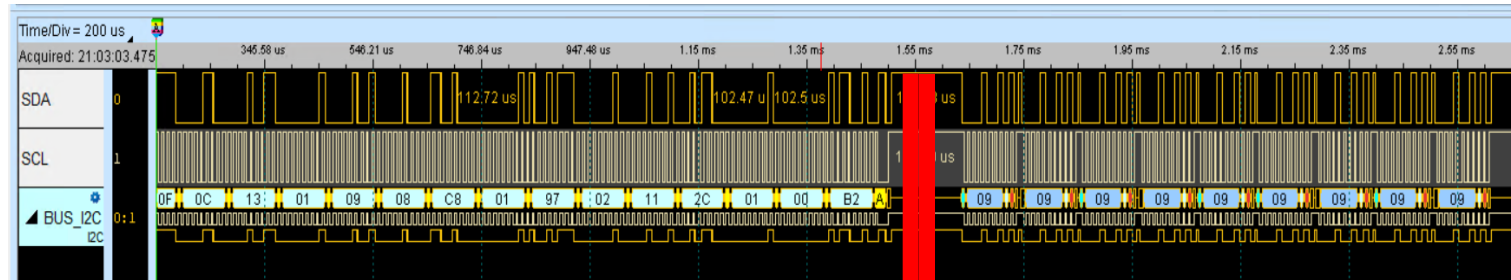 Time/Div = 200 us
Acquired: 21:03:03.475
345.58 us 546.21 us 746.84 us 947.48 us 1.15 ms 1.35 ms 1.55 ms 1.75 ms 1.95 ms 2.15 ms 2.35 ms 2.55 ms
SDA 0 112.72 us 102.47 u 102.5 us us
SCL 1 us
BUS_I2C 0:1 0F 0C 13 01 09 08 C8 01 97 02 11 2C 01 00 B2 A 09 09 09 09 09 09 09 09 09
I2C